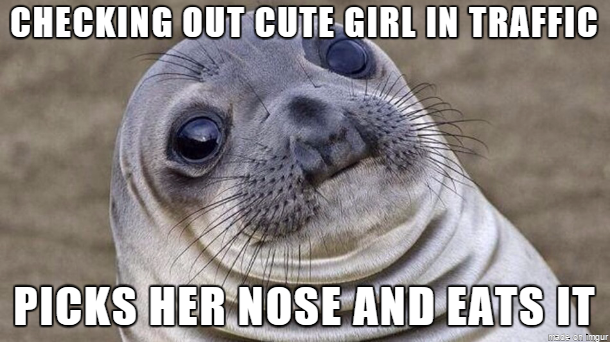 CHECKING OUT CUTE GIRL IN TRAFFIC
PICKS HER NOSE AND EATS IT
made on imgur